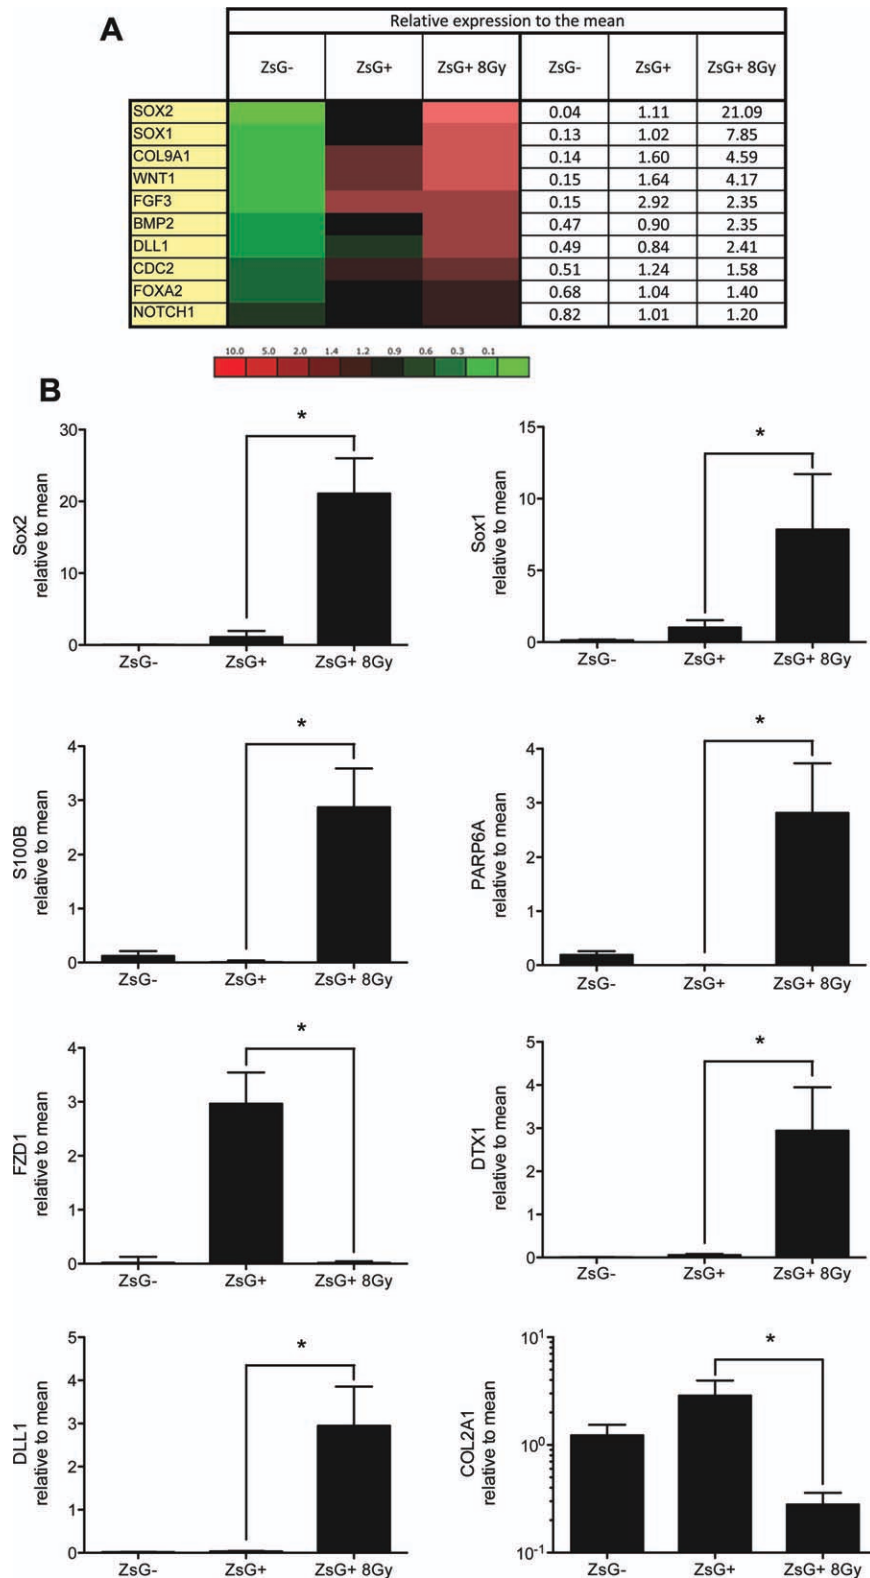 A
Relative expression to the mean
ZsG- ZsG+ ZsG+ 8Gy ZsG- ZsG+ ZsG+ 8Gy
SOX2 0.04 1.11 21.09
SOX1 0.13 1.02 7.85
COL9A1 0.14 1.60 4.59
WNT1 0.15 1.64 4.17
FGF3 0.15 2.92 2.35
BMP2 0.47 0.90 2.35
DLL1 0.49 0.84 2.41
CDC2 0.51 1.24 1.58
FOXA2 0.68 1.04 1.40
NOTCH1 0.82 1.01 1.20
10.0 5.0 2.0 1.4 1.2 0.9 0.6 0.3 0.1
B
Sox2
relative to mean
30
20
10
0
*
ZsG- ZsG+ ZsG+ 8Gy
Sox1
relative to mean
15
10
5
0
*
ZsG- ZsG+ ZsG+ 8Gy
S100B
relative to mean
4
3
2
1
0
*
ZsG- ZsG+ ZsG+ 8Gy
PARP6A
relative to mean
4
3
2
1
0
*
ZsG- ZsG+ ZsG+ 8Gy
FZD1
relative to mean
4
3
2
1
0
*
ZsG- ZsG+ ZsG+ 8Gy
DTX1
relative to mean
5
4
3
2
1
0
*
ZsG- ZsG+ ZsG+ 8Gy
DLL1
relative to mean
5
4
3
2
1
0
*
ZsG- ZsG+ ZsG+ 8Gy
COL2A1
relative to mean
10¹
10⁰
10⁻¹
*
ZsG- ZsG+ ZsG+ 8Gy